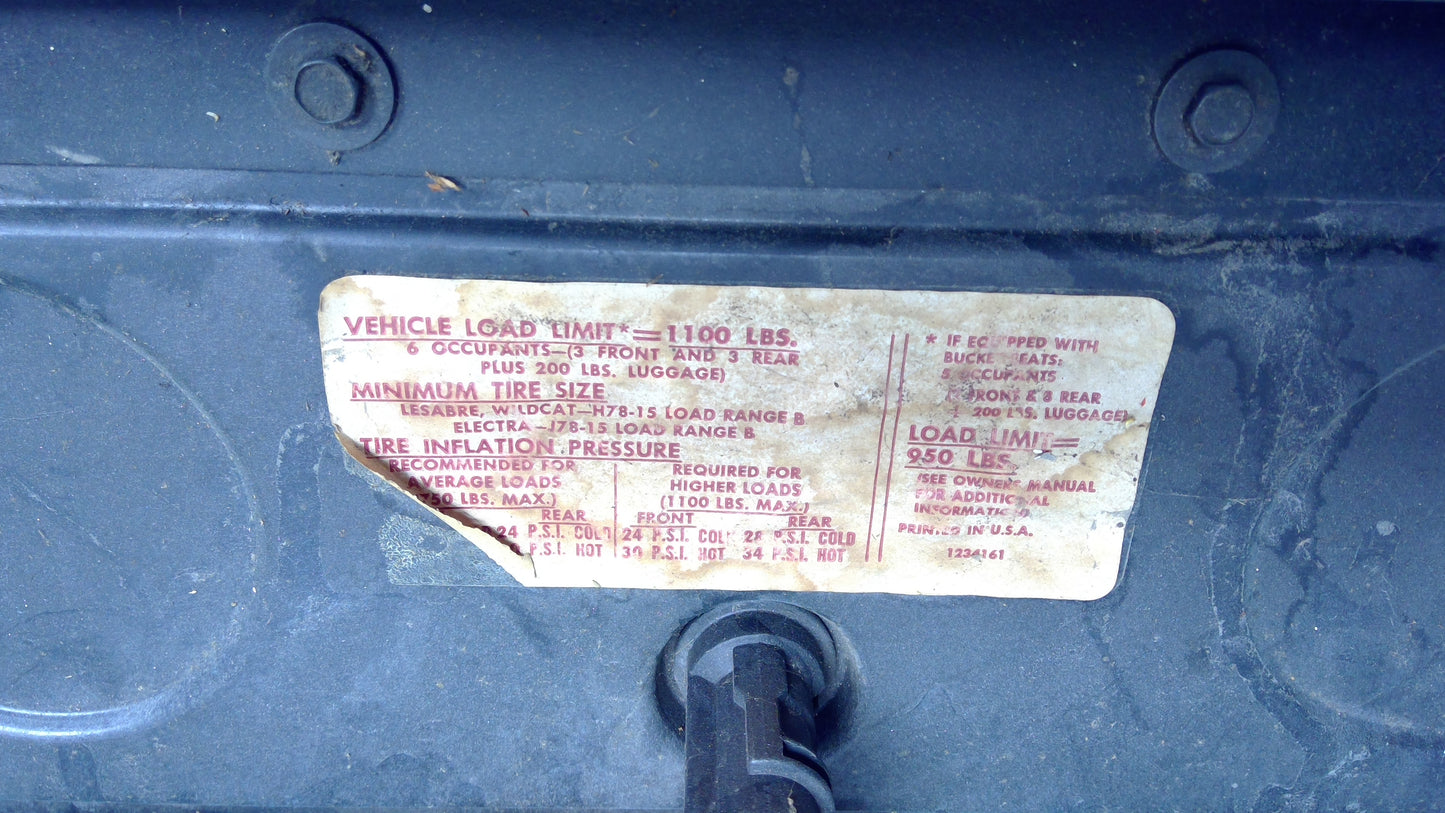 VEHICLE LOAD LIMIT*=1100 LBS.
6 OCCUPANTS—(3 FRONT AND 3 REAR
PLUS 200 LBS. LUGGAGE)
MINIMUM TIRE SIZE
LESABRE, WILDCAT—H78-15 LOAD RANGE B
ELECTRA—J78-15 LOAD RANGE B
TIRE INFLATION PRESSURE
RECOMMENDED FOR
AVERAGE LOADS
750 LBS. MAX.)
REAR
24 P.S.I. COLD
P.S.I. HOT
REQUIRED FOR
HIGHER LOADS
(1100 LBS. MAX.)
FRONT REAR
24 P.S.I. COLD 28 P.S.I. COLD
30 P.S.I. HOT 34 P.S.I. HOT
* IF EQUIPPED WITH
BUCKET SEATS:
5 OCCUPANTS
FRONT & 3 REAR
200 LBS. LUGGAGE)
LOAD LIMIT=
950 LBS.
(SEE OWNERS MANUAL
FOR ADDITIONAL
INFORMATION)
PRINTED IN U.S.A.
1234161